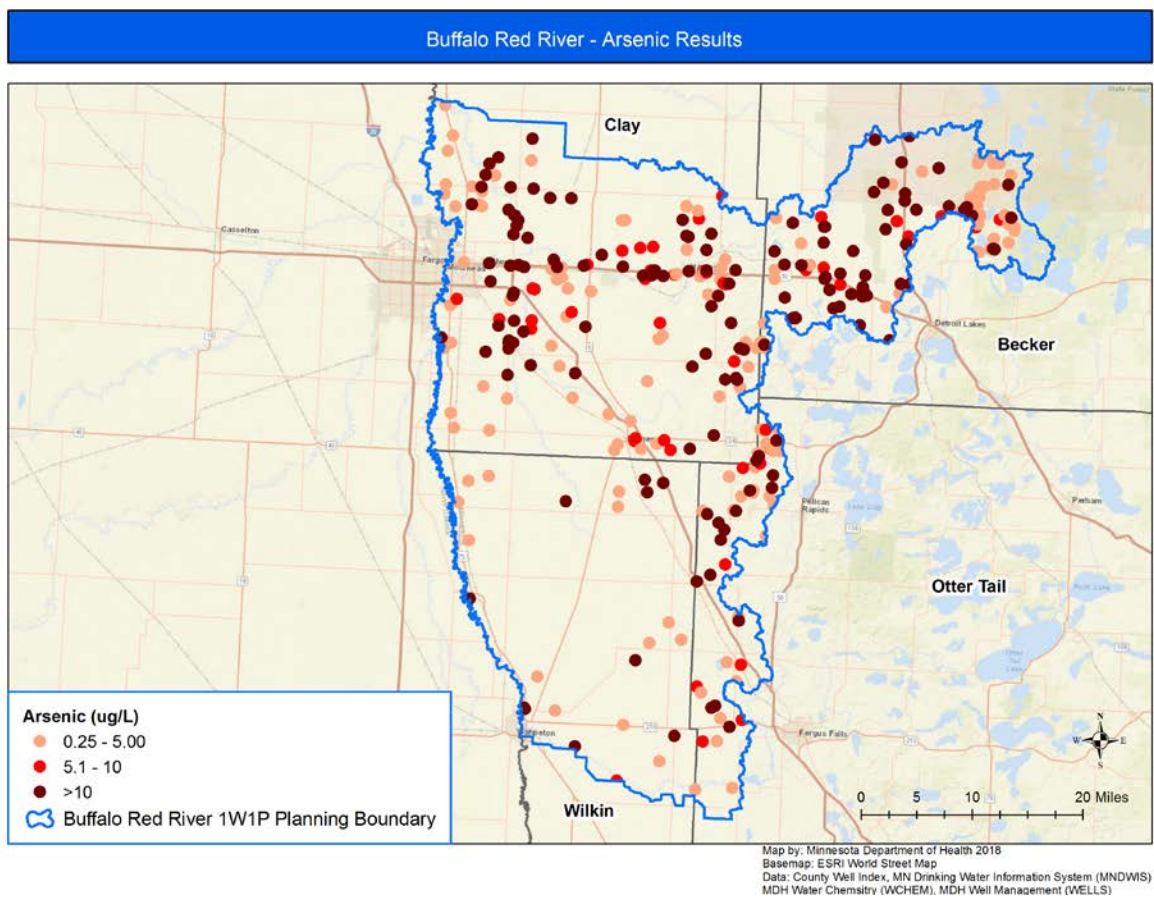 Buffalo Red River - Arsenic Results
Clay
Casselton
Fargo
Detroit Lakes
Becker
Pelican
Rapids
Perham
Otter Tail
Fergus Falls
Wilkin
Arsenic (ug/L)
0.25 - 5.00
5.1 - 10
>10
Buffalo Red River 1W1P Planning Boundary
N
W E
S
0 5 10 20 Miles
Map by: Minnesota Department of Health 2018
Basemap: ESRI World Street Map
Data: County Well Index, MN Drinking Water Information System (MNDWIS)
MDH Water Chemsitry (WCHEM), MDH Well Management (WELLS)